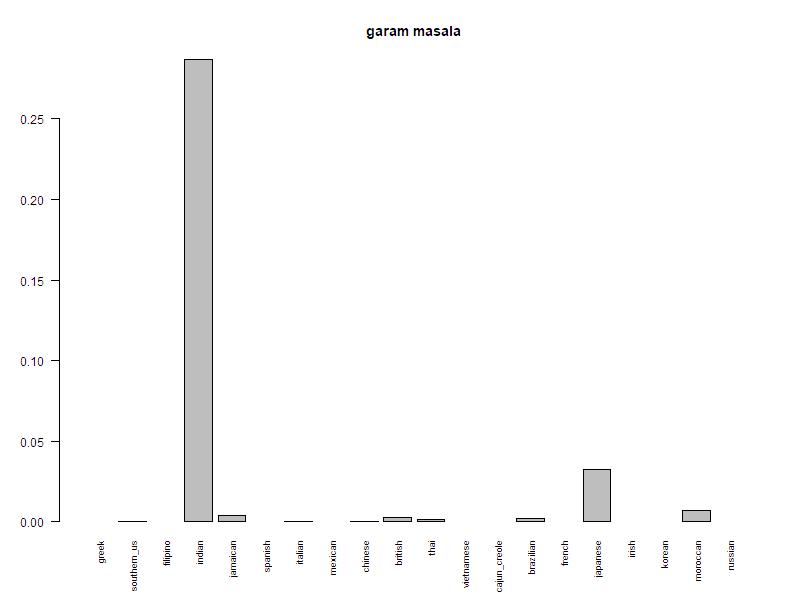 garam masala
0.25
0.20
0.15
0.10
0.05
0.00
greek
southern_us
filipino
indian
jamaican
spanish
italian
mexican
chinese
british
thai
vietnamese
cajun_creole
brazilian
french
japanese
irish
korean
moroccan
russian